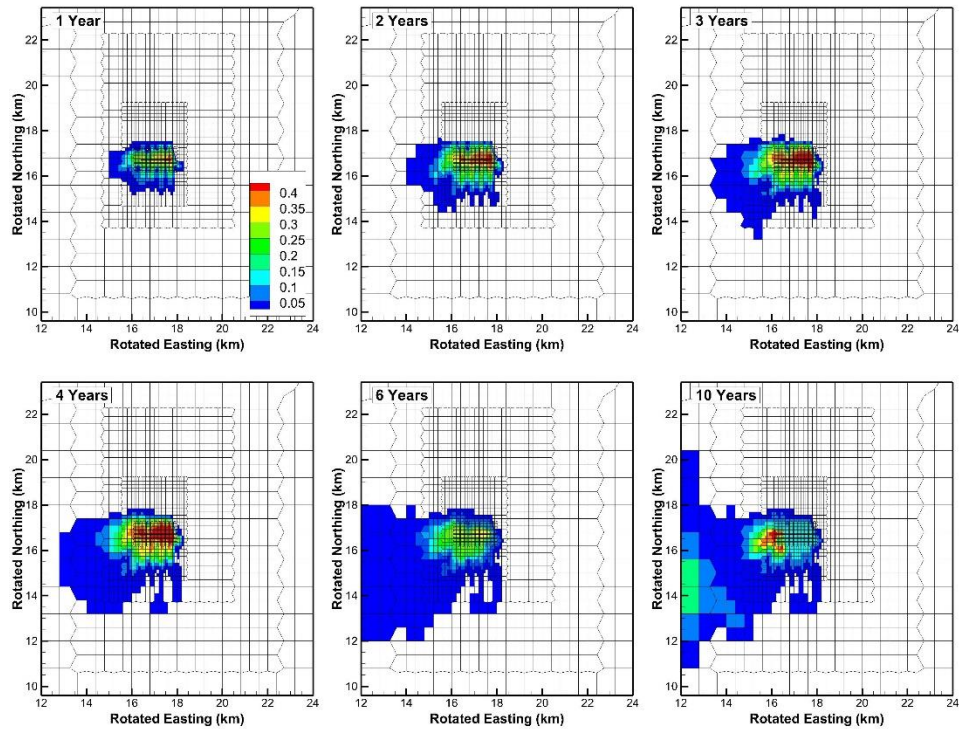 1 Year
22
20
18
16
14
12
10
Rotated Northing (km)
0.4
0.35
0.3
0.25
0.2
0.15
0.1
0.05
12 14 16 18 20 22 24
Rotated Easting (km)
2 Years
22
20
18
16
14
12
10
Rotated Northing (km)
12 14 16 18 20 22 24
Rotated Easting (km)
3 Years
22
20
18
16
14
12
10
Rotated Northing (km)
12 14 16 18 20 22 24
Rotated Easting (km)
4 Years
22
20
18
16
14
12
10
Rotated Northing (km)
12 14 16 18 20 22 24
Rotated Easting (km)
6 Years
22
20
18
16
14
12
10
Rotated Northing (km)
12 14 16 18 20 22 24
Rotated Easting (km)
10 Years
22
20
18
16
14
12
10
Rotated Northing (km)
12 14 16 18 20 22 24
Rotated Easting (km)